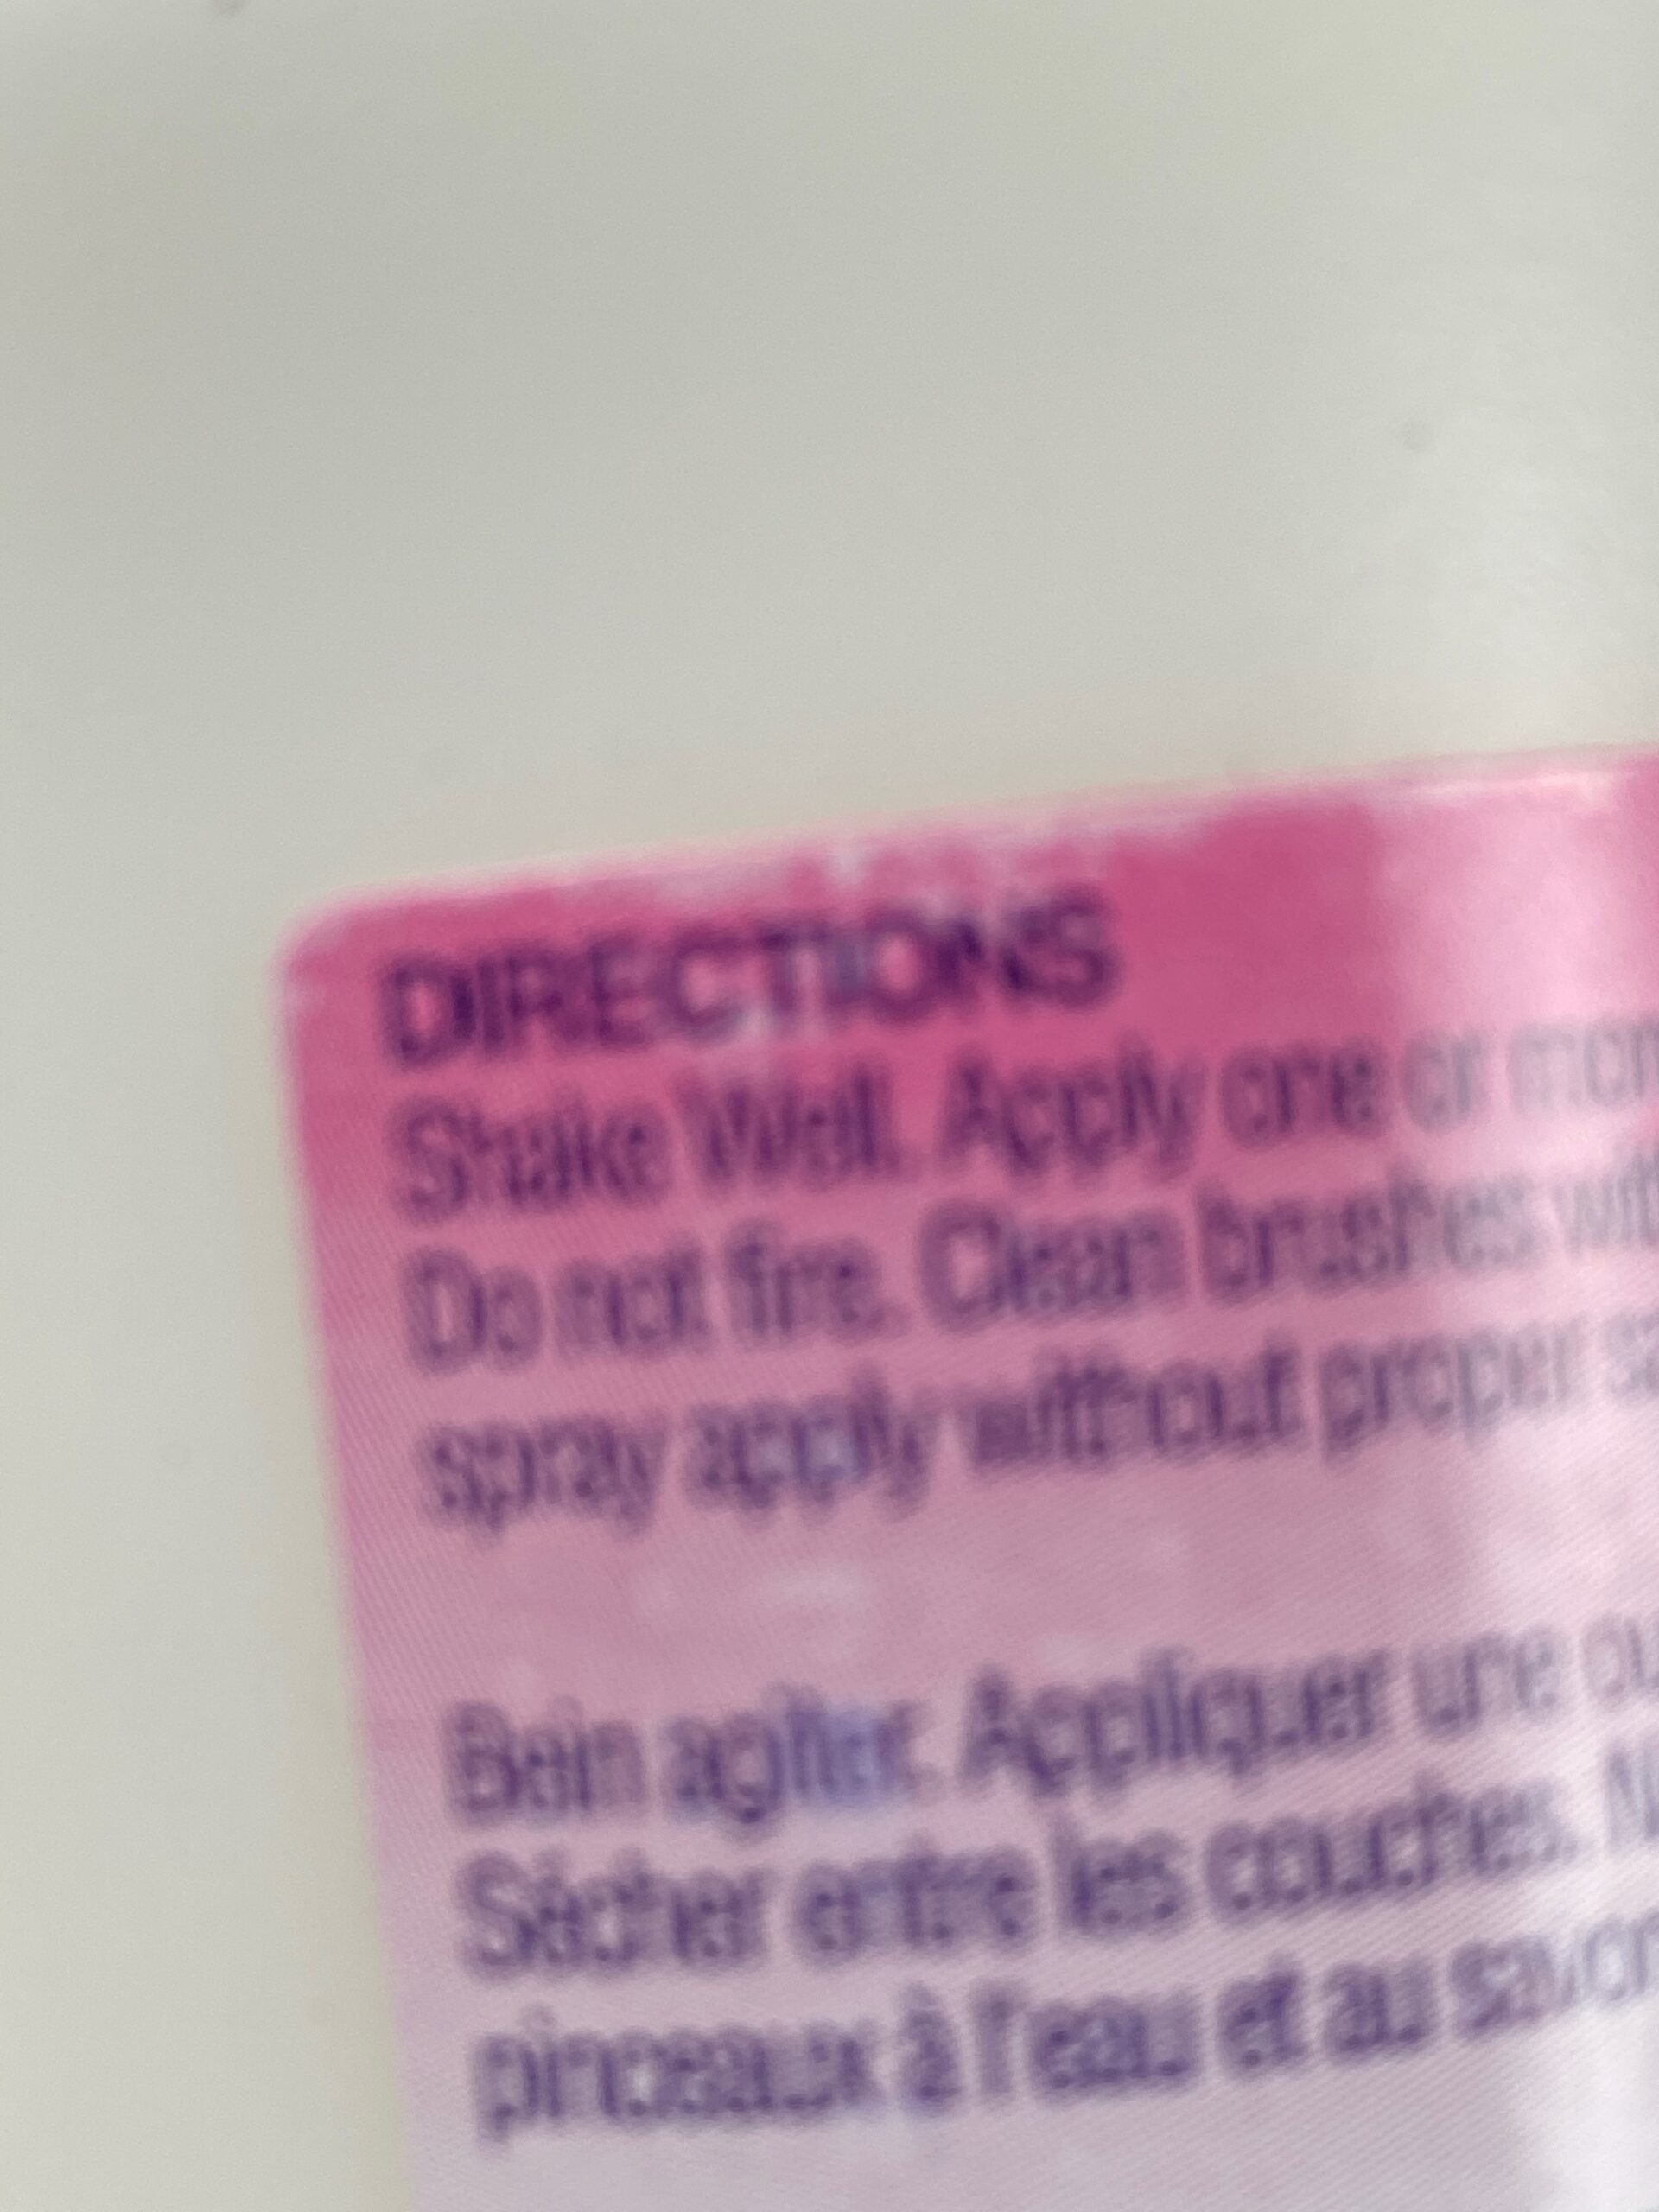 DIRECTIONS
Shake Well. Apply one or
Do not fire. Clean brushes
spray apply without proper
Bein agiter. Appliquer une
Sécher entre les couches.
pinceaux à l'eau et au savon